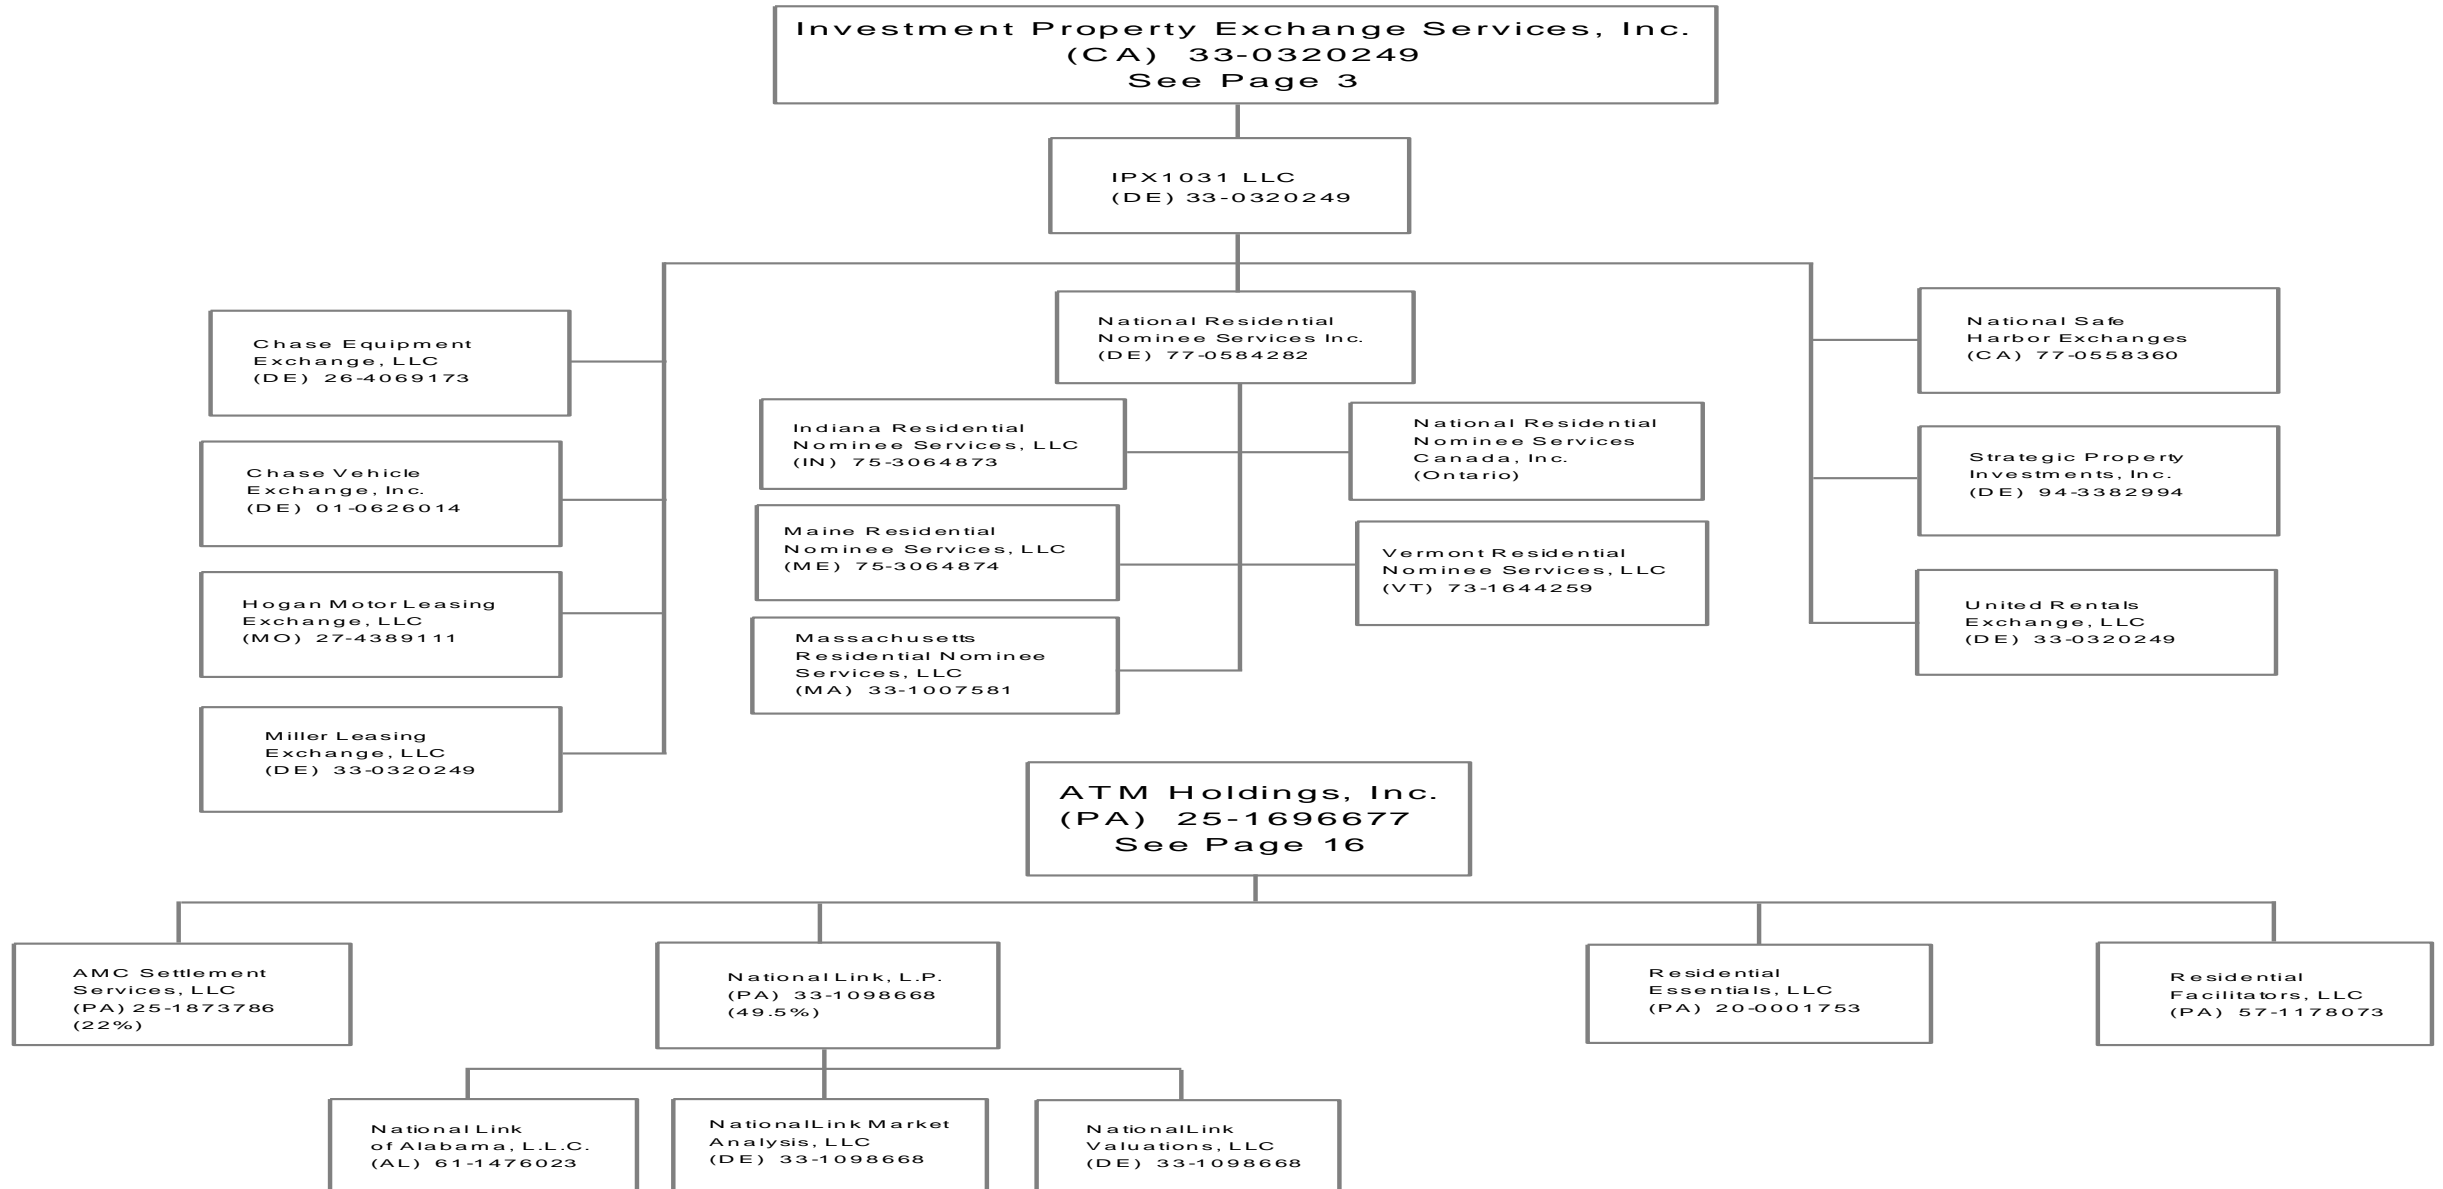 Investment Property Exchange Services, Inc.
(CA) 33-0320249
See Page 3
IPX1031 LLC
(DE) 33-0320249
Chase Equipment
Exchange, LLC
(DE) 26-4069173
Chase Vehicle
Exchange, Inc.
(DE) 01-0626014
Hogan Motor Leasing
Exchange, LLC
(MO) 27-4389111
Miller Leasing
Exchange, LLC
(DE) 33-0320249
National Residential
Nominee Services Inc.
(DE) 77-0584282
Indiana Residential
Nominee Services, LLC
(IN) 75-3064873
National Residential
Nominee Services
Canada, Inc.
(Ontario)
Maine Residential
Nominee Services, LLC
(ME) 75-3064874
Vermont Residential
Nominee Services, LLC
(VT) 73-1644259
Massachusetts
Residential Nominee
Services, LLC
(MA) 33-1007581
National Safe
Harbor Exchanges
(CA) 77-0558360
Strategic Property
Investments, Inc.
(DE) 94-3382994
United Rentals
Exchange, LLC
(DE) 33-0320249
ATM Holdings, Inc.
(PA) 25-1696677
See Page 16
AMC Settlement
Services, LLC
(PA) 25-1873786
(22%)
National Link, L.P.
(PA) 33-1098668
(49.5%)
Residential
Essentials, LLC
(PA) 20-0001753
Residential
Facilitators, LLC
(PA) 57-1178073
National Link
of Alabama, L.L.C.
(AL) 61-1476023
NationalLink Market
Analysis, LLC
(DE) 33-1098668
NationalLink
Valuations, LLC
(DE) 33-1098668